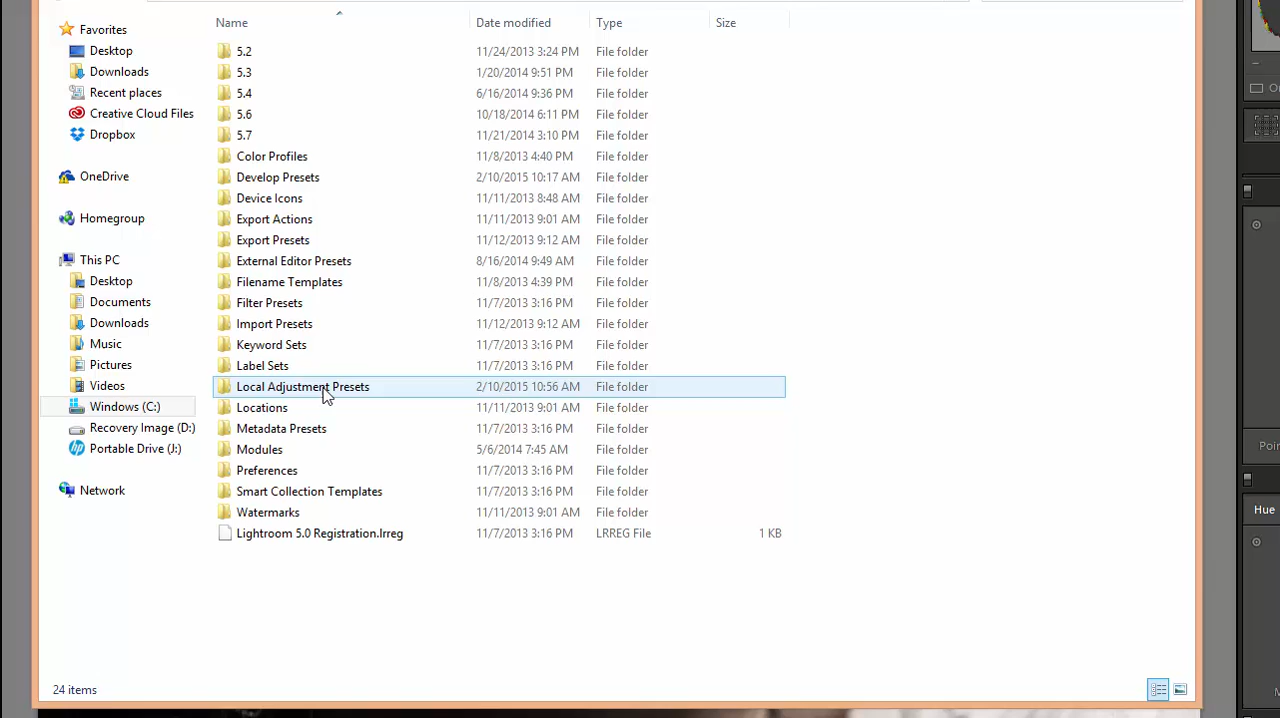 Name Date modified Type Size
Favorites
Desktop
Downloads
Recent places
Creative Cloud Files
Dropbox
OneDrive
Homegroup
This PC
Desktop
Documents
Downloads
Music
Pictures
Videos
Windows (C:)
Recovery Image (D:)
Portable Drive (J:)
Network
5.2 11/24/2013 3:24 PM File folder
5.3 1/20/2014 9:51 PM File folder
5.4 6/16/2014 9:36 PM File folder
5.6 10/18/2014 6:11 PM File folder
5.7 11/21/2014 3:10 PM File folder
Color Profiles 11/8/2013 4:40 PM File folder
Develop Presets 2/10/2015 10:17 AM File folder
Device Icons 11/11/2013 8:48 AM File folder
Export Actions 11/11/2013 9:01 AM File folder
Export Presets 11/12/2013 9:12 AM File folder
External Editor Presets 8/16/2014 9:49 AM File folder
Filename Templates 11/8/2013 4:39 PM File folder
Filter Presets 11/7/2013 3:16 PM File folder
Import Presets 11/12/2013 9:12 AM File folder
Keyword Sets 11/7/2013 3:16 PM File folder
Label Sets 11/7/2013 3:16 PM File folder
Local Adjustment Presets 2/10/2015 10:56 AM File folder
Locations 11/11/2013 9:01 AM File folder
Metadata Presets 11/7/2013 3:16 PM File folder
Modules 5/6/2014 7:45 AM File folder
Preferences 11/7/2013 3:16 PM File folder
Smart Collection Templates 11/7/2013 3:16 PM File folder
Watermarks 11/11/2013 9:01 AM File folder
Lightroom 5.0 Registration.lrreg 11/7/2013 3:16 PM LRREG File 1 KB
24 items
Hue